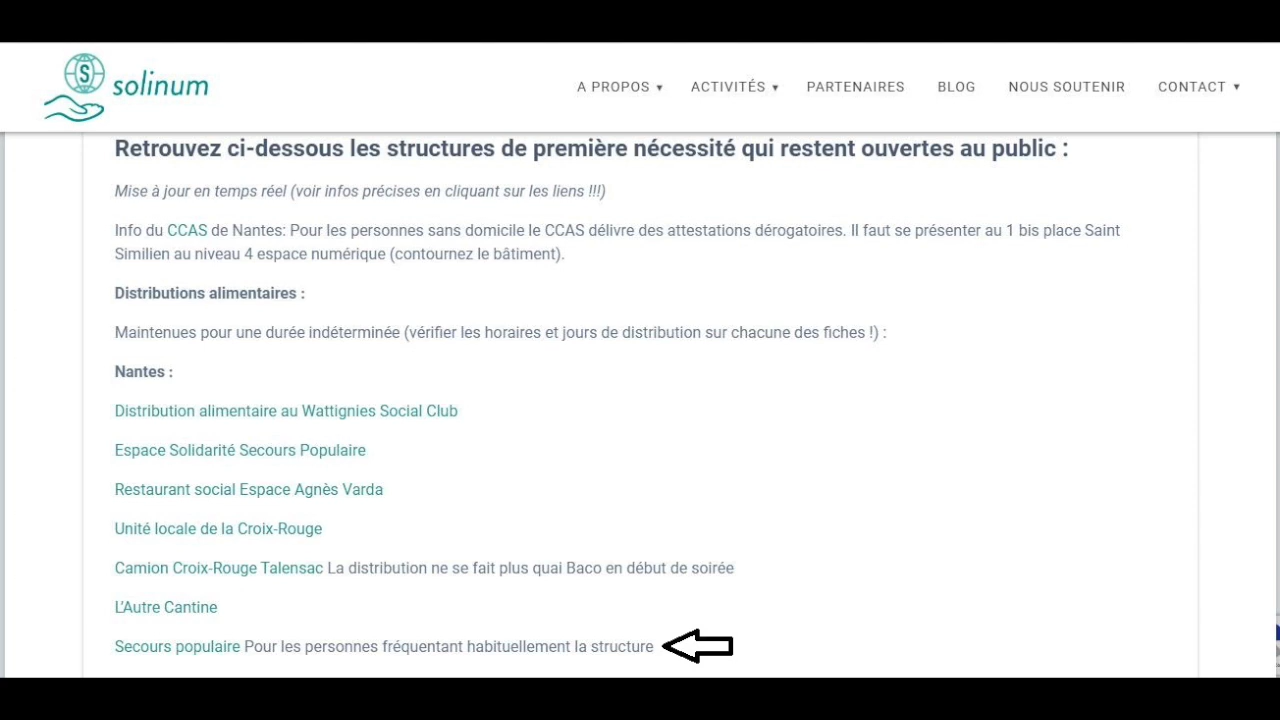 S
solinum
A PROPOS ▾ ACTIVITÉS ▾ PARTENAIRES BLOG NOUS SOUTENIR CONTACT ▾
Retrouvez ci-dessous les structures de première nécessité qui restent ouvertes au public :
Mise à jour en temps réel (voir infos précises en cliquant sur les liens !!!)
Info du CCAS de Nantes: Pour les personnes sans domicile le CCAS délivre des attestations dérogatoires. Il faut se présenter au 1 bis place Saint
Similien au niveau 4 espace numérique (contournez le bâtiment).
Distributions alimentaires :
Maintenues pour une durée indéterminée (vérifier les horaires et jours de distribution sur chacune des fiches !) :
Nantes :
Distribution alimentaire au Wattignies Social Club
Espace Solidarité Secours Populaire
Restaurant social Espace Agnès Varda
Unité locale de la Croix-Rouge
Camion Croix-Rouge Talensac La distribution ne se fait plus quai Baco en début de soirée
L'Autre Cantine
Secours populaire Pour les personnes fréquentant habituellement la structure